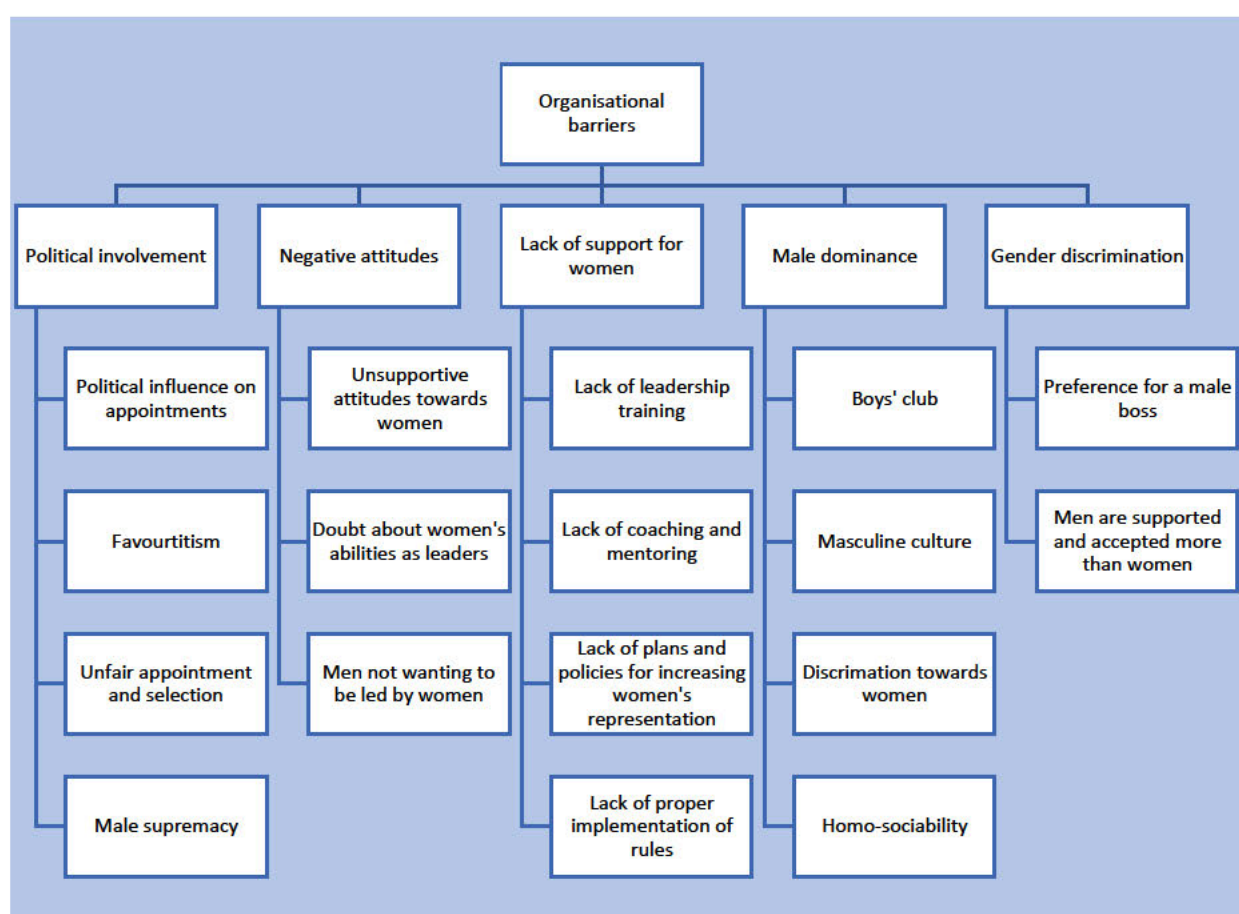 Organisational
barriers
Political involvement
Negative attitudes
Lack of support for
women
Male dominance
Gender discrimination
Political influence on
appointments
Unsupportive
attitudes towards
women
Lack of leadership
training
Boys' club
Preference for a male
boss
Favourtitism
Doubt about women's
abilities as leaders
Lack of coaching and
mentoring
Masculine culture
Men are supported
and accepted more
than women
Unfair appointment
and selection
Men not wanting to
be led by women
Lack of plans and
policies for increasing
women's
representation
Discrimation towards
women
Male supremacy
Lack of proper
implementation of
rules
Homo-sociability